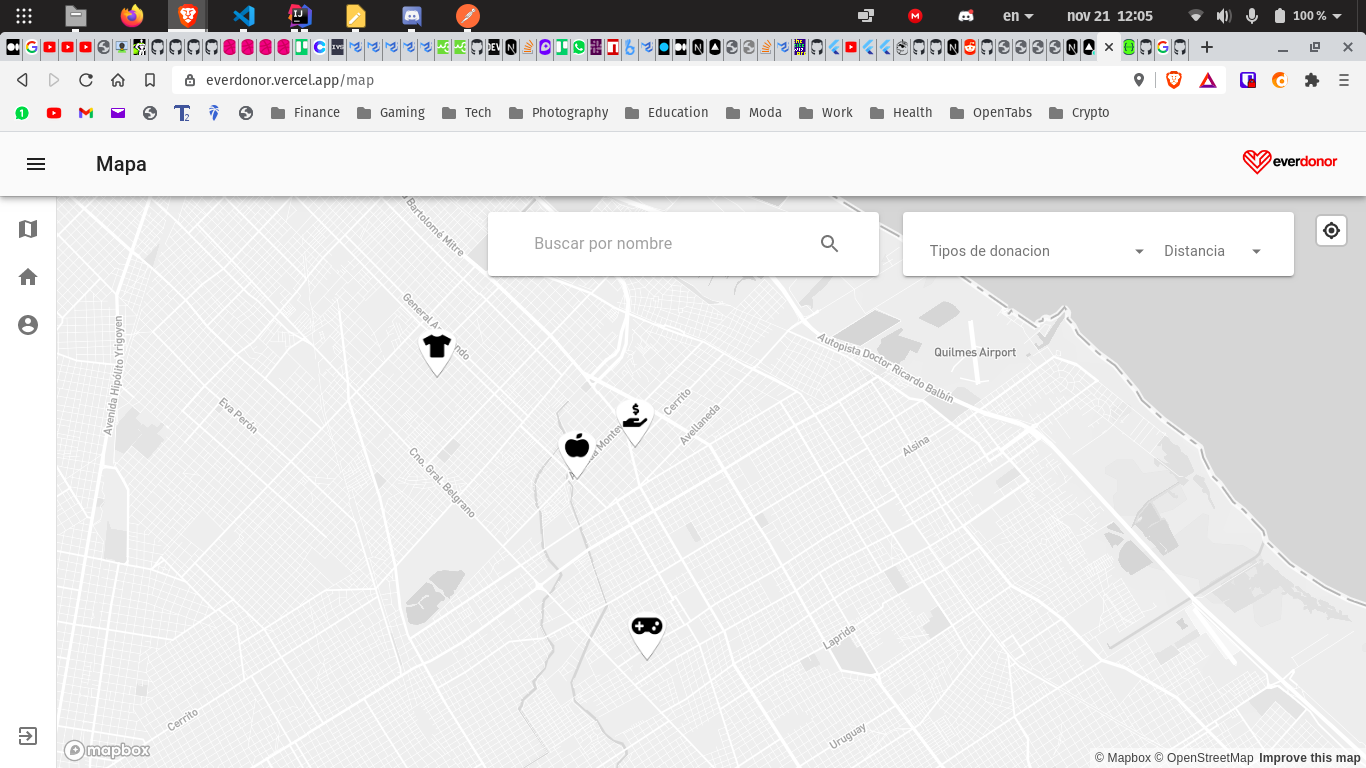 en
nov 21 12:05
100 %
everdonor.vercel.app/map
Finance
Gaming
Tech
Photography
Education
Moda
Work
Health
OpenTabs
Crypto
Mapa
everdonor
Buscar por nombre
Tipos de donacion
Distancia
Bartolomé Mitre
Avenida Hipólito Yrigoyen
Autopista Doctor Ricardo Balbín
Quilmes Airport
Eva Perón
Cerrito
Avellaneda
Alsina
Cno. Gral. Belgrano
Laprida
Cerrito
Uruguay
mapbox
© Mapbox © OpenStreetMap Improve this map